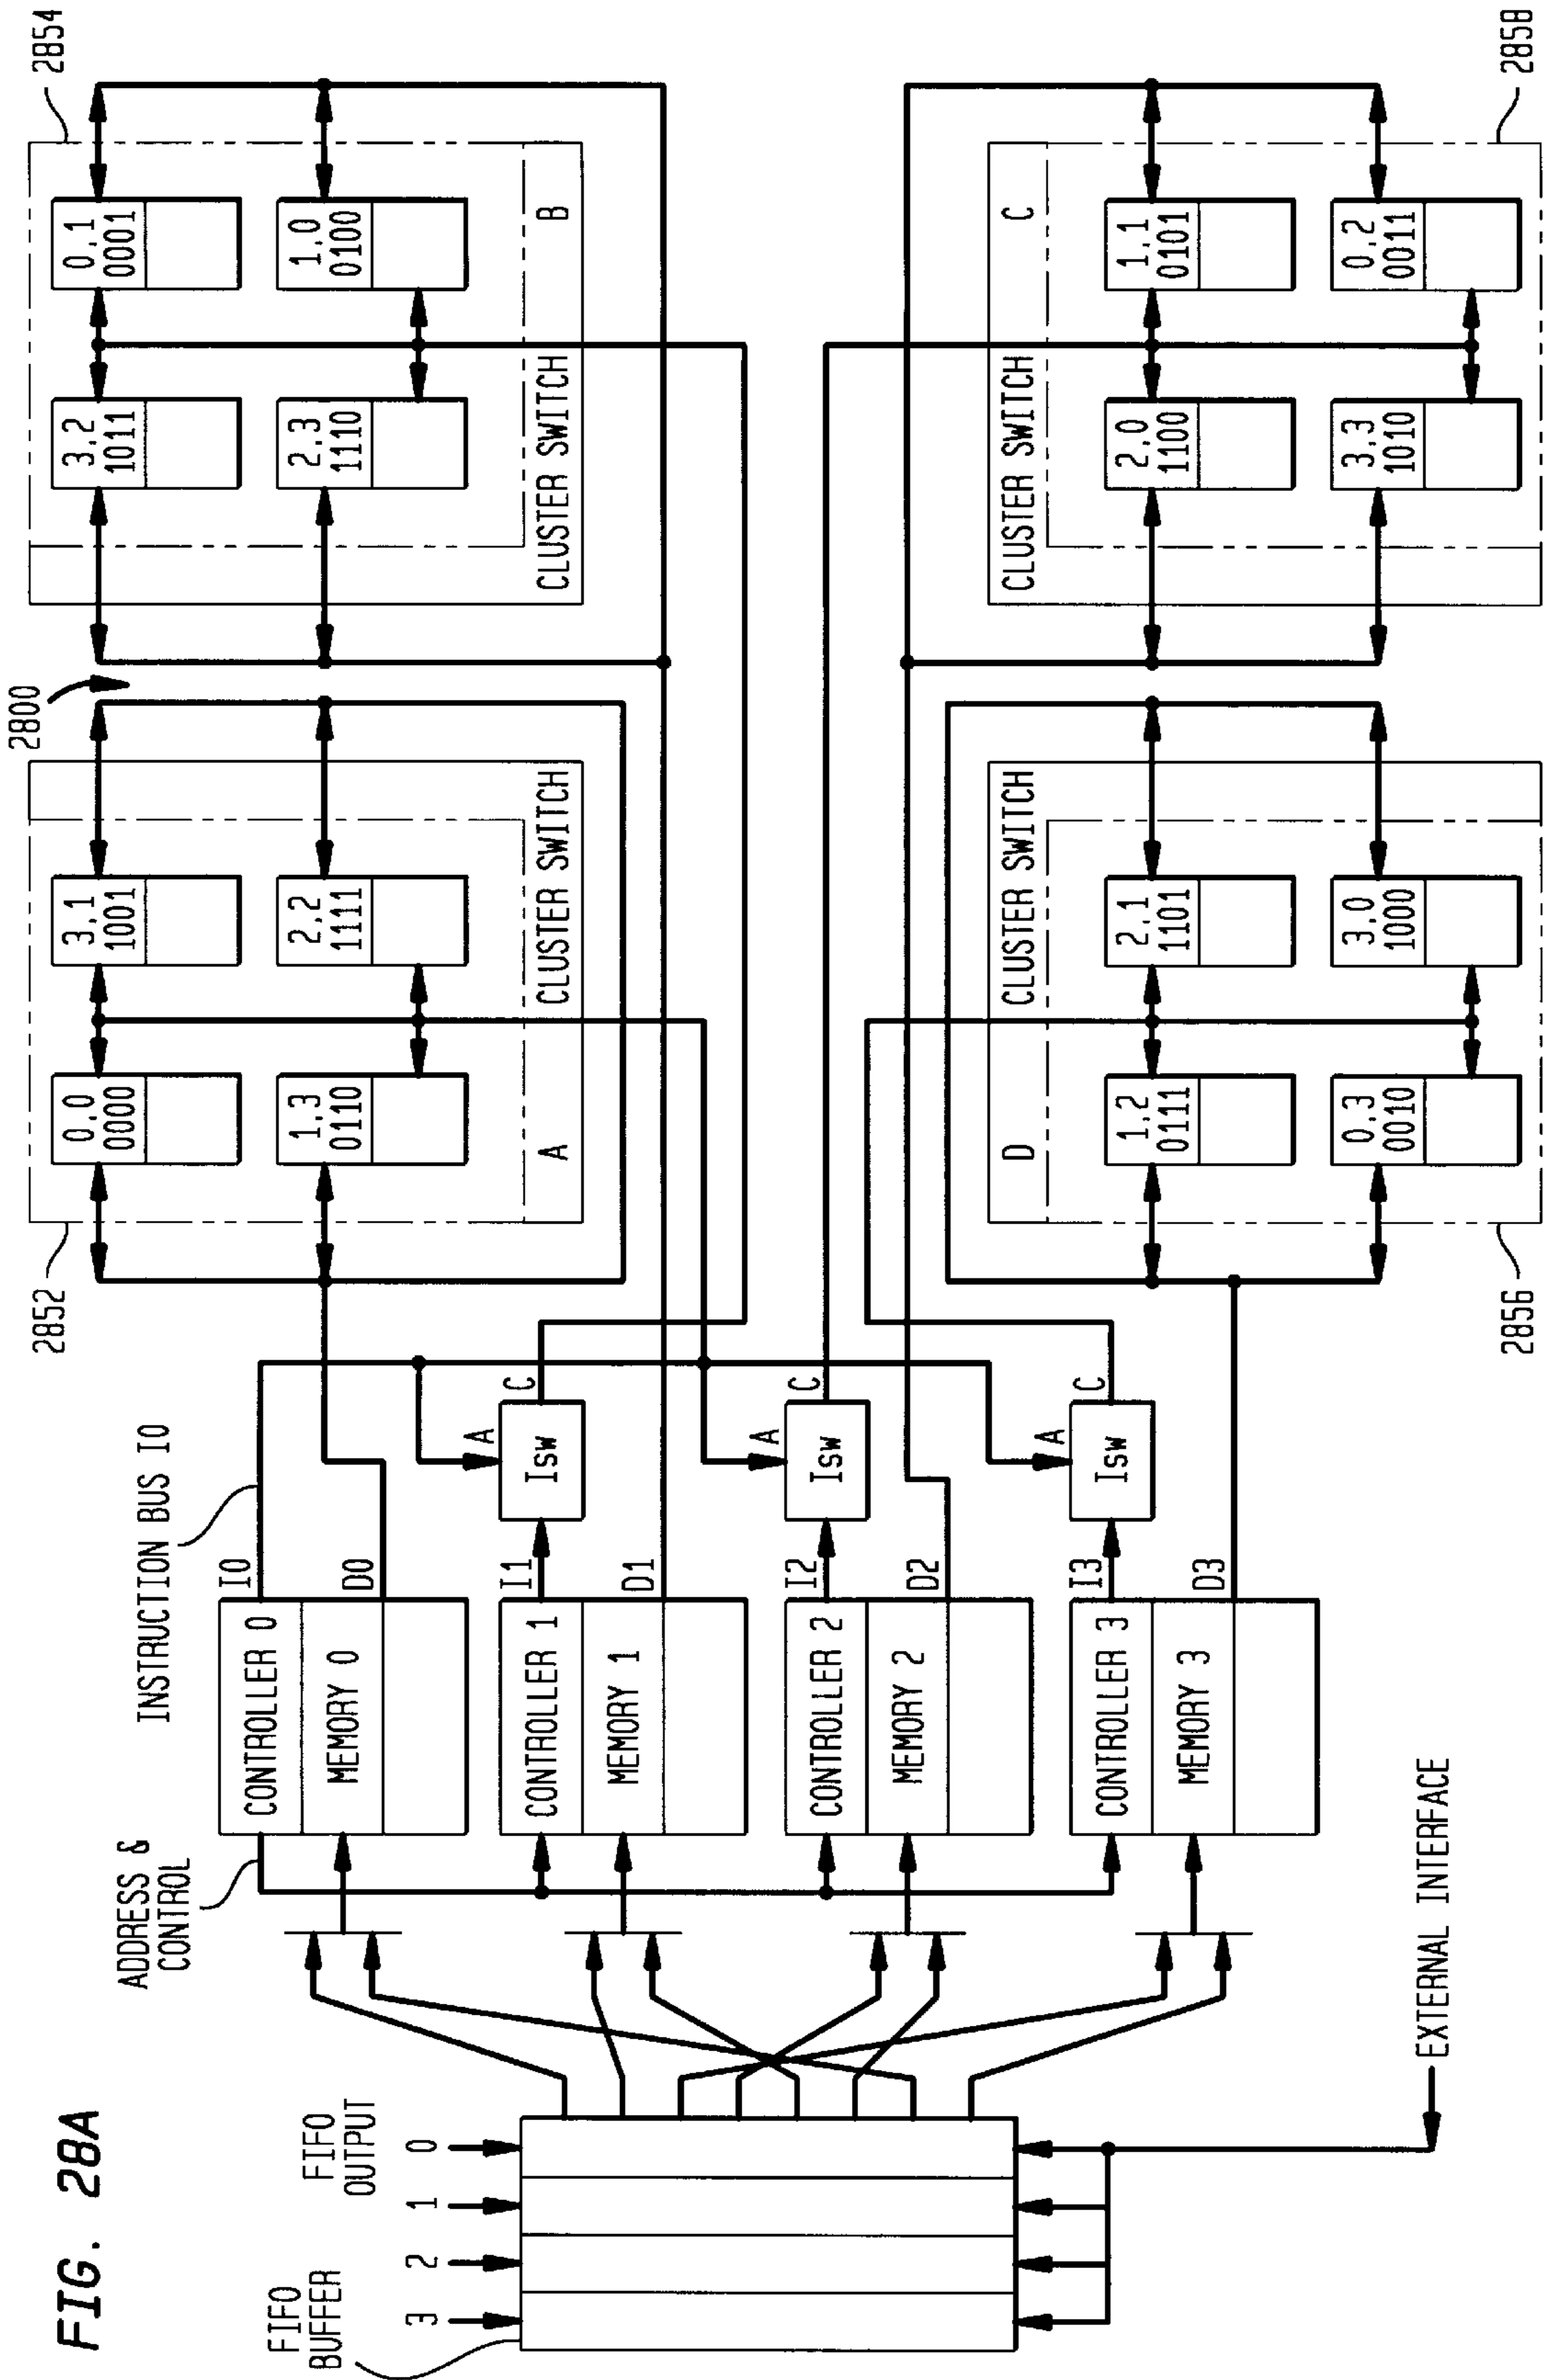 FIG. 28A
FIFO
BUFFER
3
2
1
0
FIFO
OUTPUT
EXTERNAL INTERFACE
ADDRESS &
CONTROL
INSTRUCTION BUS I0
CONTROLLER 0
MEMORY 0
I0
D0
CONTROLLER 1
MEMORY 1
I1
D1
CONTROLLER 2
MEMORY 2
I2
D2
CONTROLLER 3
MEMORY 3
I3
D3
A
Isw
C
A
Isw
C
A
Isw
C
2800
2852
0,0
0000
3,1
1001
1,3
0110
2,2
1111
A
CLUSTER SWITCH
2854
3,2
1011
0,1
0001
2,3
1110
1,0
0100
CLUSTER SWITCH
B
2856
D
CLUSTER SWITCH
1,2
0111
2,1
1101
0,3
0010
3,0
1000
2858
CLUSTER SWITCH
C
2,0
1100
1,1
0101
3,3
1010
0,2
0011